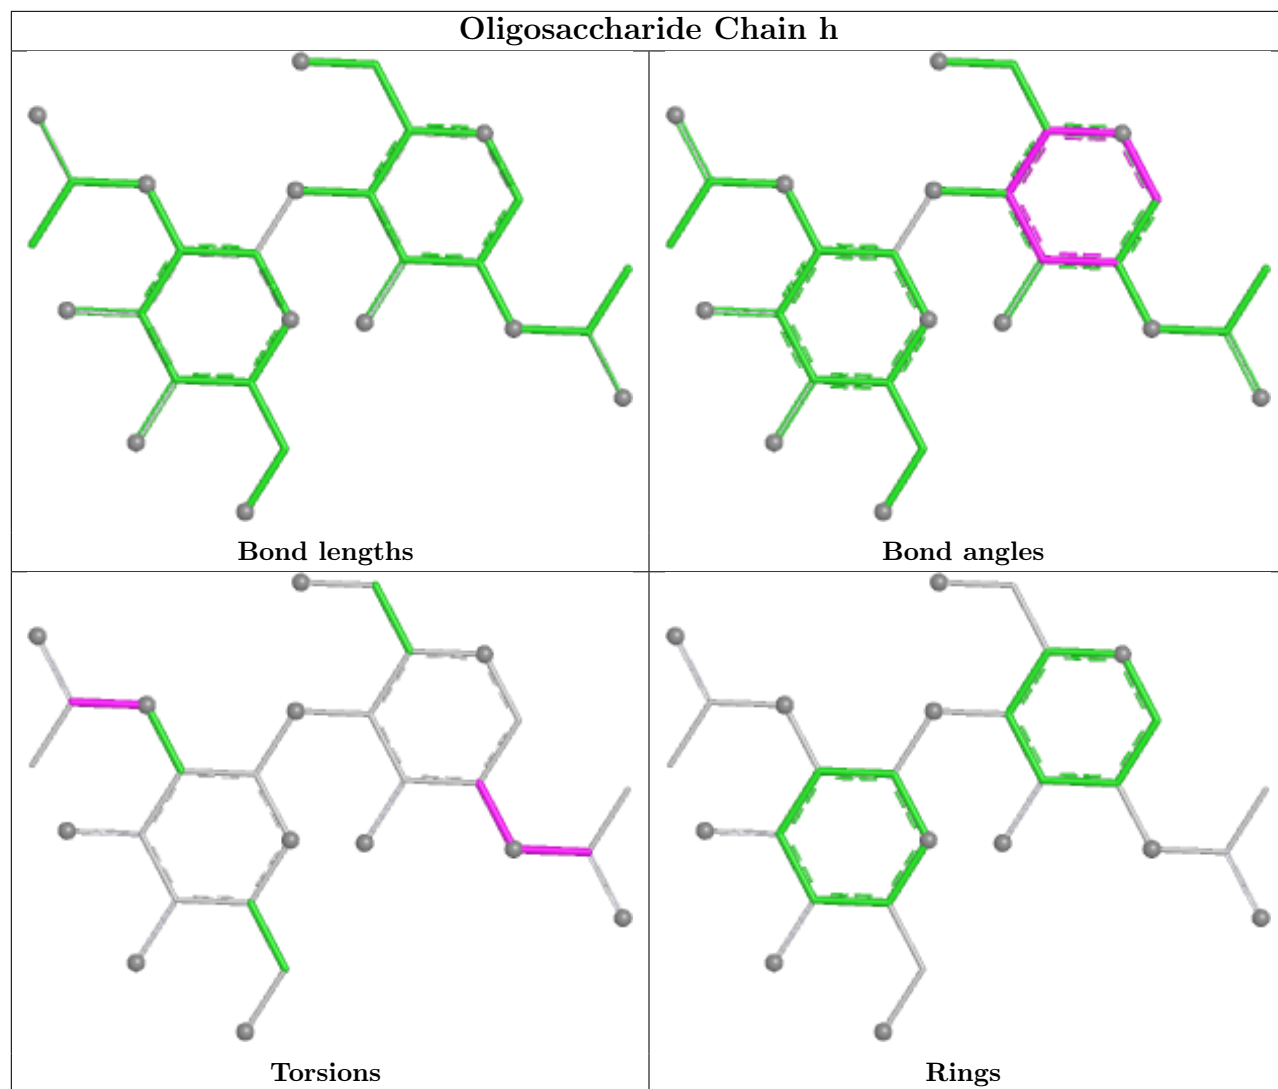 Oligosaccharide Chain h
Bond lengths
Bond angles
Torsions
Rings